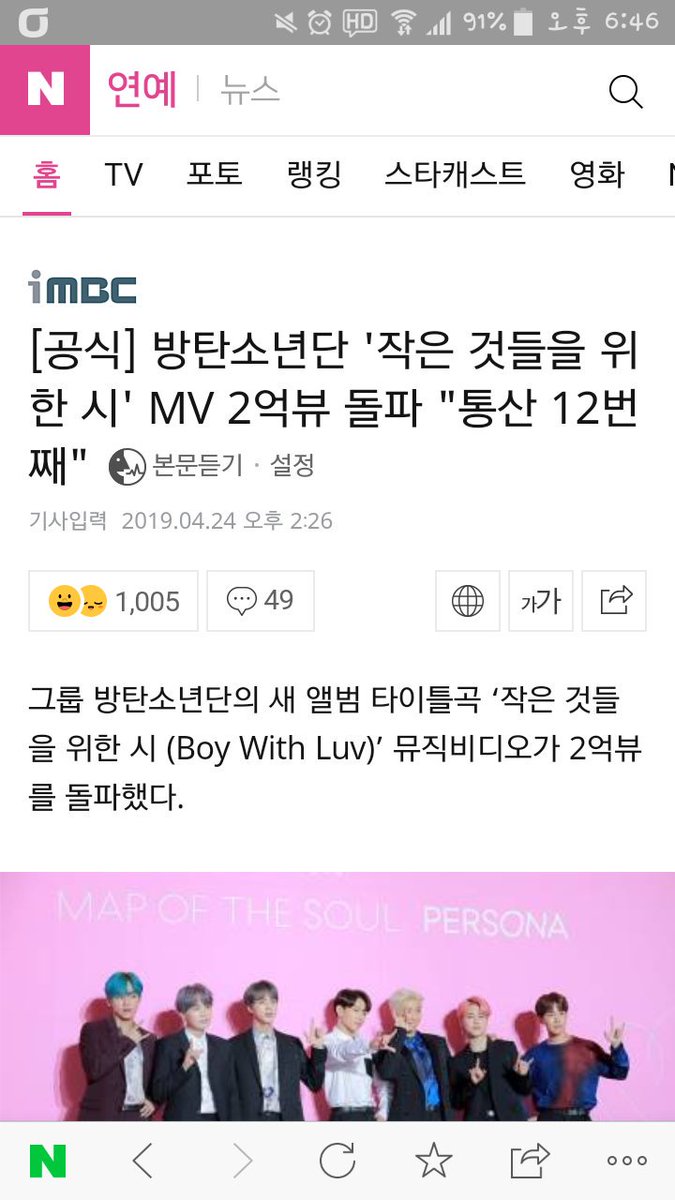 HD 91% 오후 6:46
N 연예 | 뉴스
홈 TV 포토 랭킹 스타캐스트 영화
iMBC
[공식] 방탄소년단 '작은 것들을 위
한 시' MV 2억뷰 돌파 "통산 12번
째" 본문듣기 · 설정
기사입력 2019.04.24 오후 2:26
1,005 49 가가
그룹 방탄소년단의 새 앨범 타이틀곡 ‘작은 것들
을 위한 시 (Boy With Luv)’ 뮤직비디오가 2억뷰
를 돌파했다.
MAP OF THE SOUL PERSONA
N